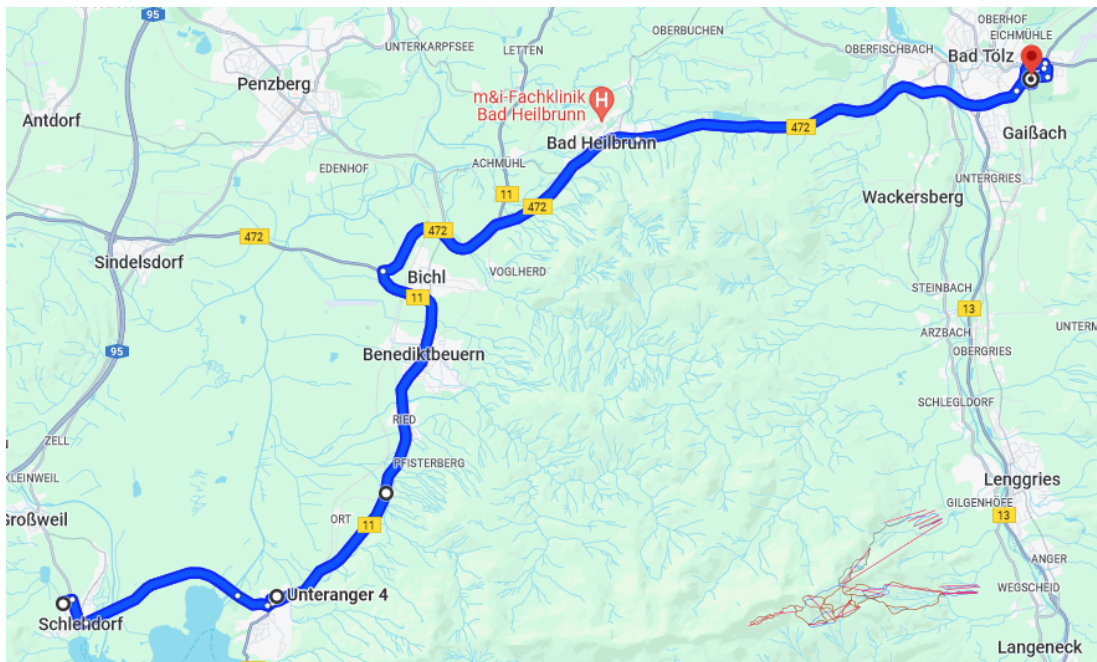 95
OBERHOF
EICHMÜHLE
OBERBUCHEN
UNTERKARPFSEE
LETTEN
OBERFISCHBACH
Bad Tölz
Penzberg
m&i-Fachklinik
Bad Heilbrunn
H
Antdorf
472
Gaißach
Bad Heilbrunn
EDENHOF
ACHMÜHL
11
472
UNTERGRIES
Wackersberg
472
472
Sindelsdorf
Bichl
VOGLHERD
STEINBACH
11
13
ARZBACH
UNTERM
95
Benediktbeuern
OBERGRIES
SCHLEGLDORF
RIED
ZELL
PFISTERBERG
KLEINWEIL
Lenggries
GILGENHÖFE
Großweil
ORT
11
13
ANGER
WEGSCHEID
Unteranger 4
Schlehdorf
Langeneck